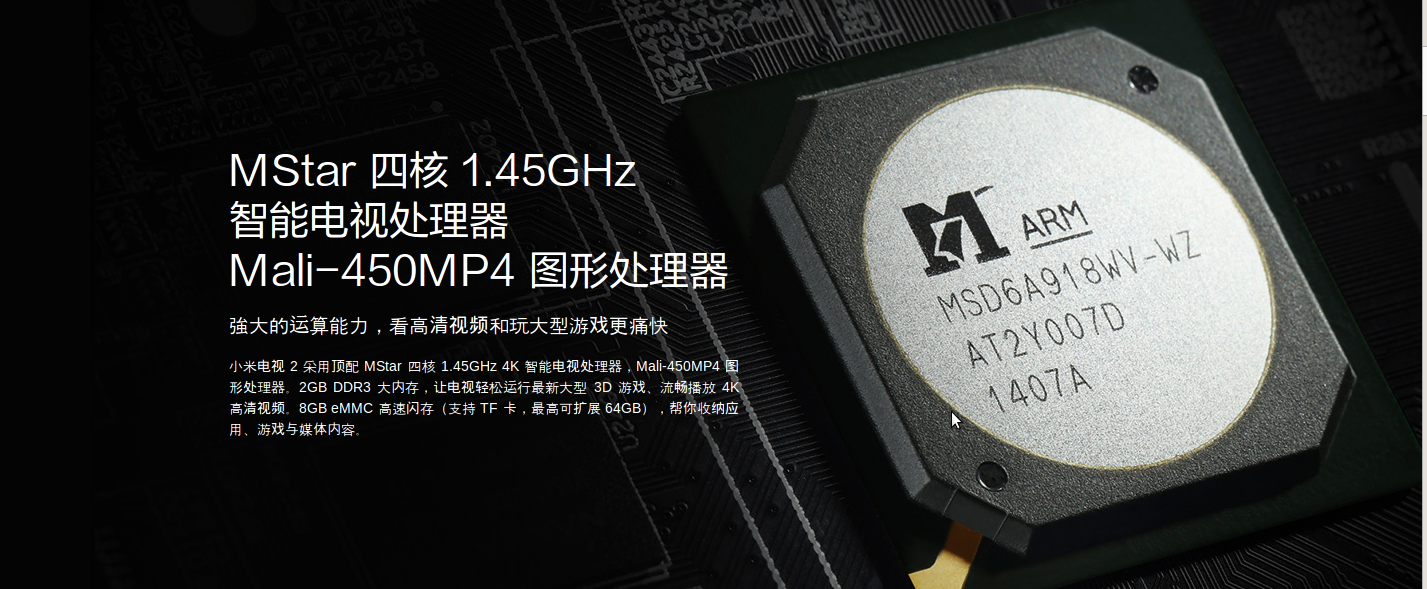 MStar 四核 1.45GHz
智能电视处理器
Mali-450MP4 图形处理器
強大的运算能力，看高清视频和玩大型游戏更痛快
小米电视 2 采用顶配 MStar 四核 1.45GHz 4K 智能电视处理器，Mali-450MP4 图
形处理器。2GB DDR3 大内存，让电视轻松运行最新大型 3D 游戏、流畅播放 4K
高清视频。8GB eMMC 高速闪存（支持 TF 卡，最高可扩展 64GB），帮你收纳应
用、游戏与媒体内容。
ARM
MSD6A918WV-WZ
AT2Y007D
1407A
R2451
C2457
C2458